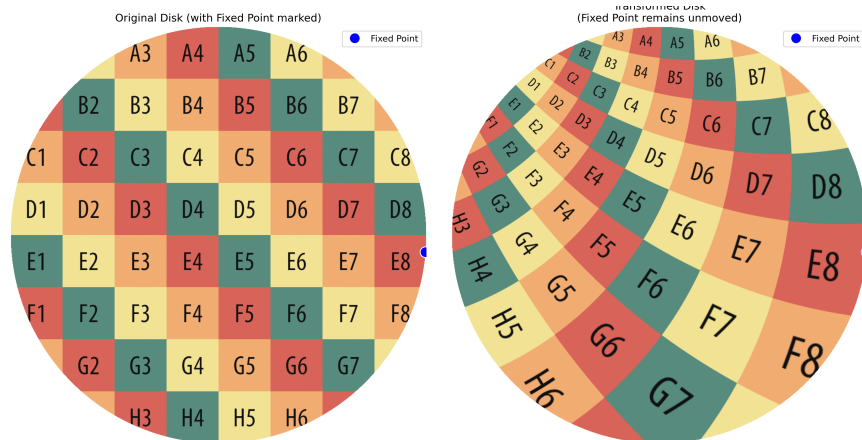 Original Disk (with Fixed Point marked)
Fixed Point
A3 A4 A5 A6
B2 B3 B4 B5 B6 B7
C1 C2 C3 C4 C5 C6 C7 C8
D1 D2 D3 D4 D5 D6 D7 D8
E1 E2 E3 E4 E5 E6 E7 E8
F1 F2 F3 F4 F5 F6 F7 F8
G2 G3 G4 G5 G6 G7
H3 H4 H5 H6
Transformed Disk
(Fixed Point remains unmoved)
Fixed Point
A3 A4 A5 A6
B2 B3 B4 B5 B6 B7
C1 C2 C3 C4 C5 C6 C7 C8
D1 D2 D3 D4 D5 D6 D7 D8
E1 E2 E3 E4 E5 E6 E7 E8
F1 F2 F3 F4 F5 F6 F7 F8
G2 G3 G4 G5 G6 G7
H3 H4 H5 H6